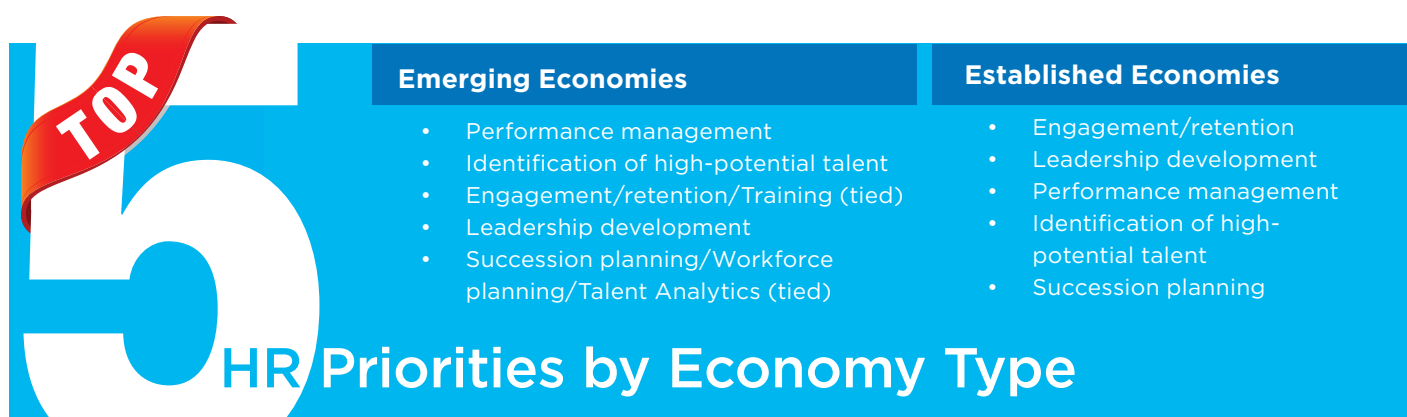 TOP
5
Emerging Economies
• Performance management
• Identification of high-potential talent
• Engagement/retention/Training (tied)
• Leadership development
• Succession planning/Workforce
planning/Talent Analytics (tied)
Established Economies
• Engagement/retention
• Leadership development
• Performance management
• Identification of high-
potential talent
• Succession planning
HR Priorities by Economy Type